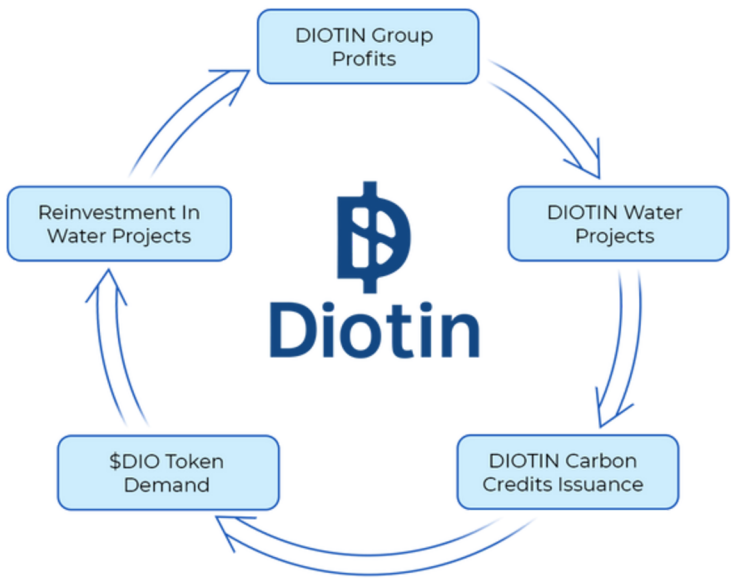 DIOTIN Group
Profits
DIOTIN Water
Projects
DIOTIN Carbon
Credits Issuance
$DIO Token
Demand
Reinvestment In
Water Projects
Diotin